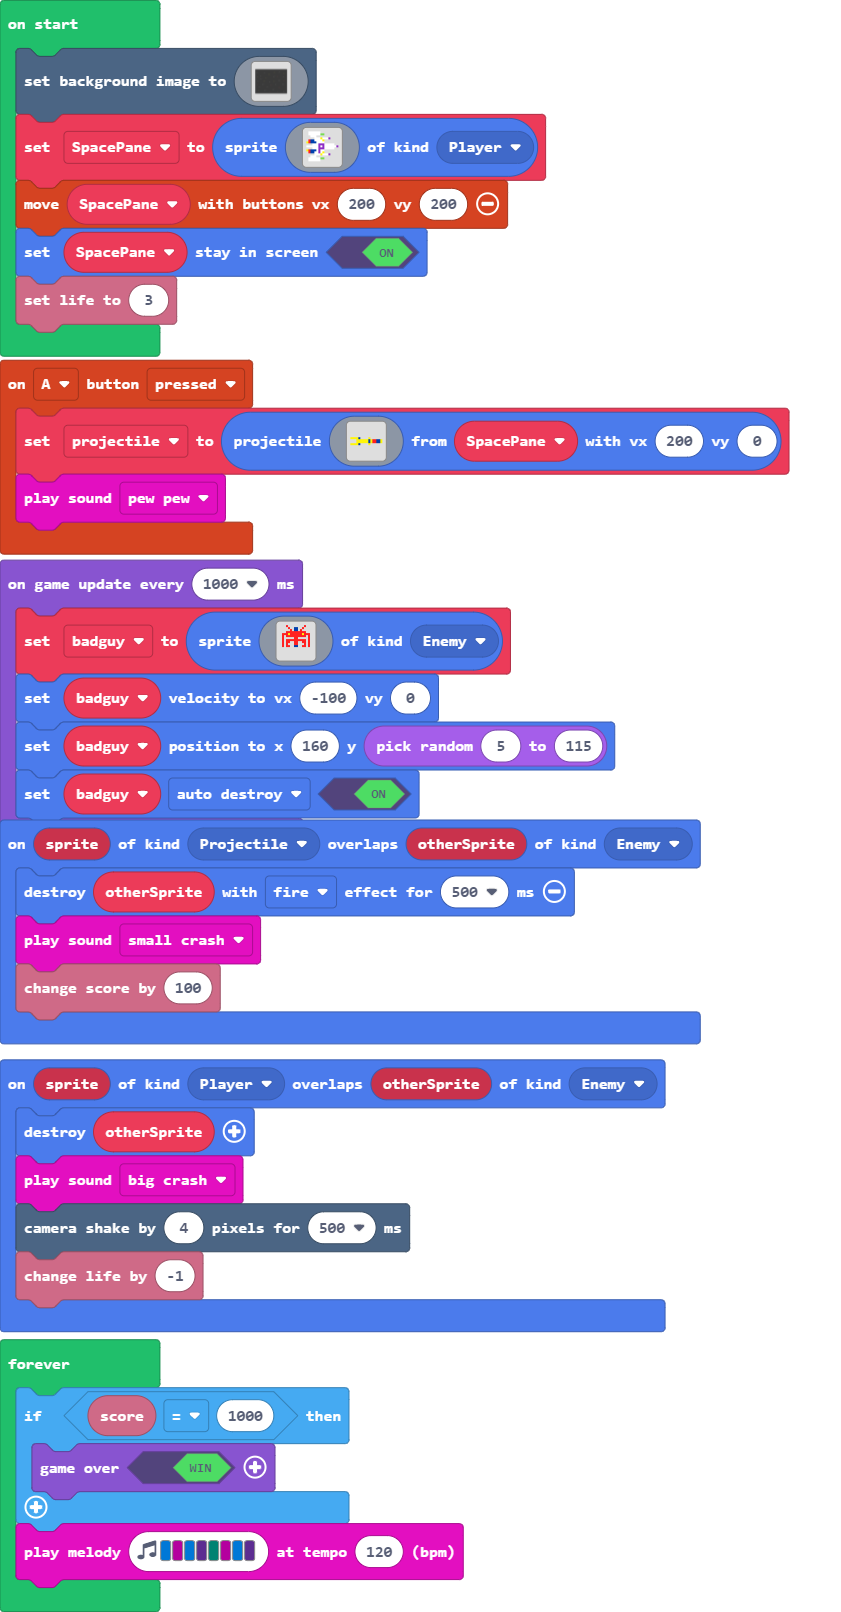 on start
set background image to
set SpacePane to sprite P of kind Player
move SpacePane with buttons vx 200 vy 200
set SpacePane stay in screen ON
set life to 3
on A button pressed
set projectile to projectile from SpacePane with vx 200 vy 0
play sound pew pew
on game update every 1000 ms
set badguy to sprite of kind Enemy
set badguy velocity to vx -100 vy 0
set badguy position to x 160 y pick random 5 to 115
set badguy auto destroy ON
on sprite of kind Projectile overlaps otherSprite of kind Enemy
destroy otherSprite with fire effect for 500 ms
play sound small crash
change score by 100
on sprite of kind Player overlaps otherSprite of kind Enemy
destroy otherSprite
play sound big crash
camera shake by 4 pixels for 500 ms
change life by -1
forever
if score = 1000 then
game over WIN
play melody at tempo 120 (bpm)